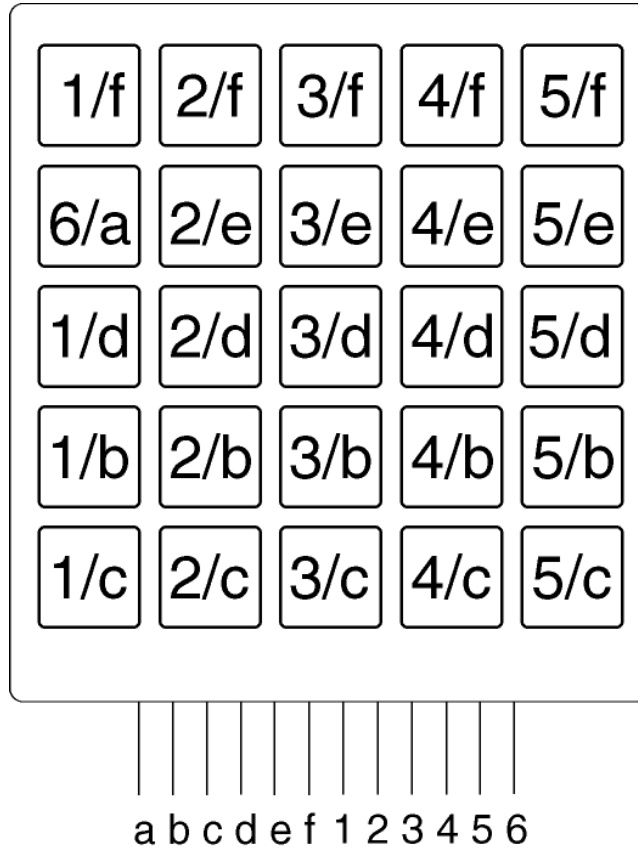 1/f 2/f 3/f 4/f 5/f
6/a 2/e 3/e 4/e 5/e
1/d 2/d 3/d 4/d 5/d
1/b 2/b 3/b 4/b 5/b
1/c 2/c 3/c 4/c 5/c
a b c d e f 1 2 3 4 5 6